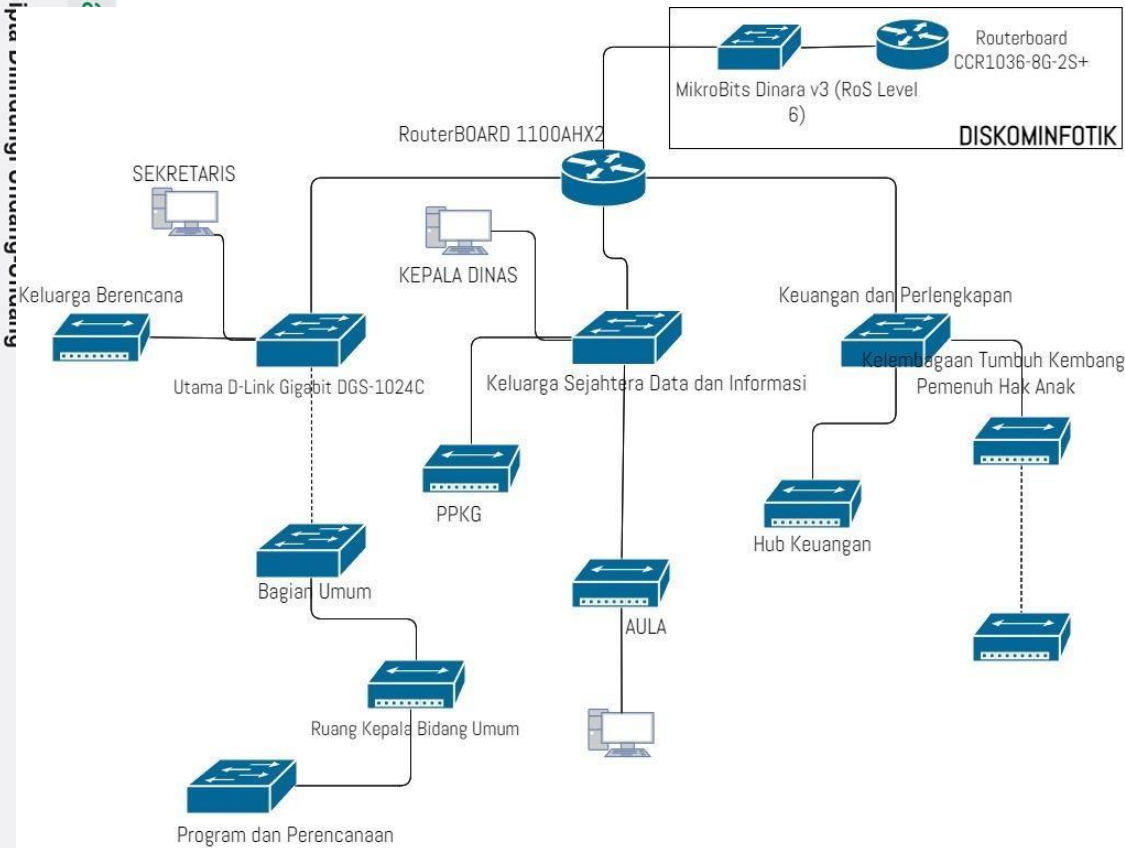 Routerboard
CCR1036-8G-2S+
MikroBits Dinara v3 (RoS Level
6)
DISKOMINFOTIK
RouterBOARD 1100AHX2
SEKRETARIS
KEPALA DINAS
Keluarga Berencana
Keuangan dan Perlengkapan
Utama D-Link Gigabit DGS-1024C
Keluarga Sejahtera Data dan Informasi
Kelembagaan Tumbuh Kembang
Pemenuh Hak Anak
PPKG
Hub Keuangan
Bagian Umum
AULA
Ruang Kepala Bidang Umum
Program dan Perencanaan